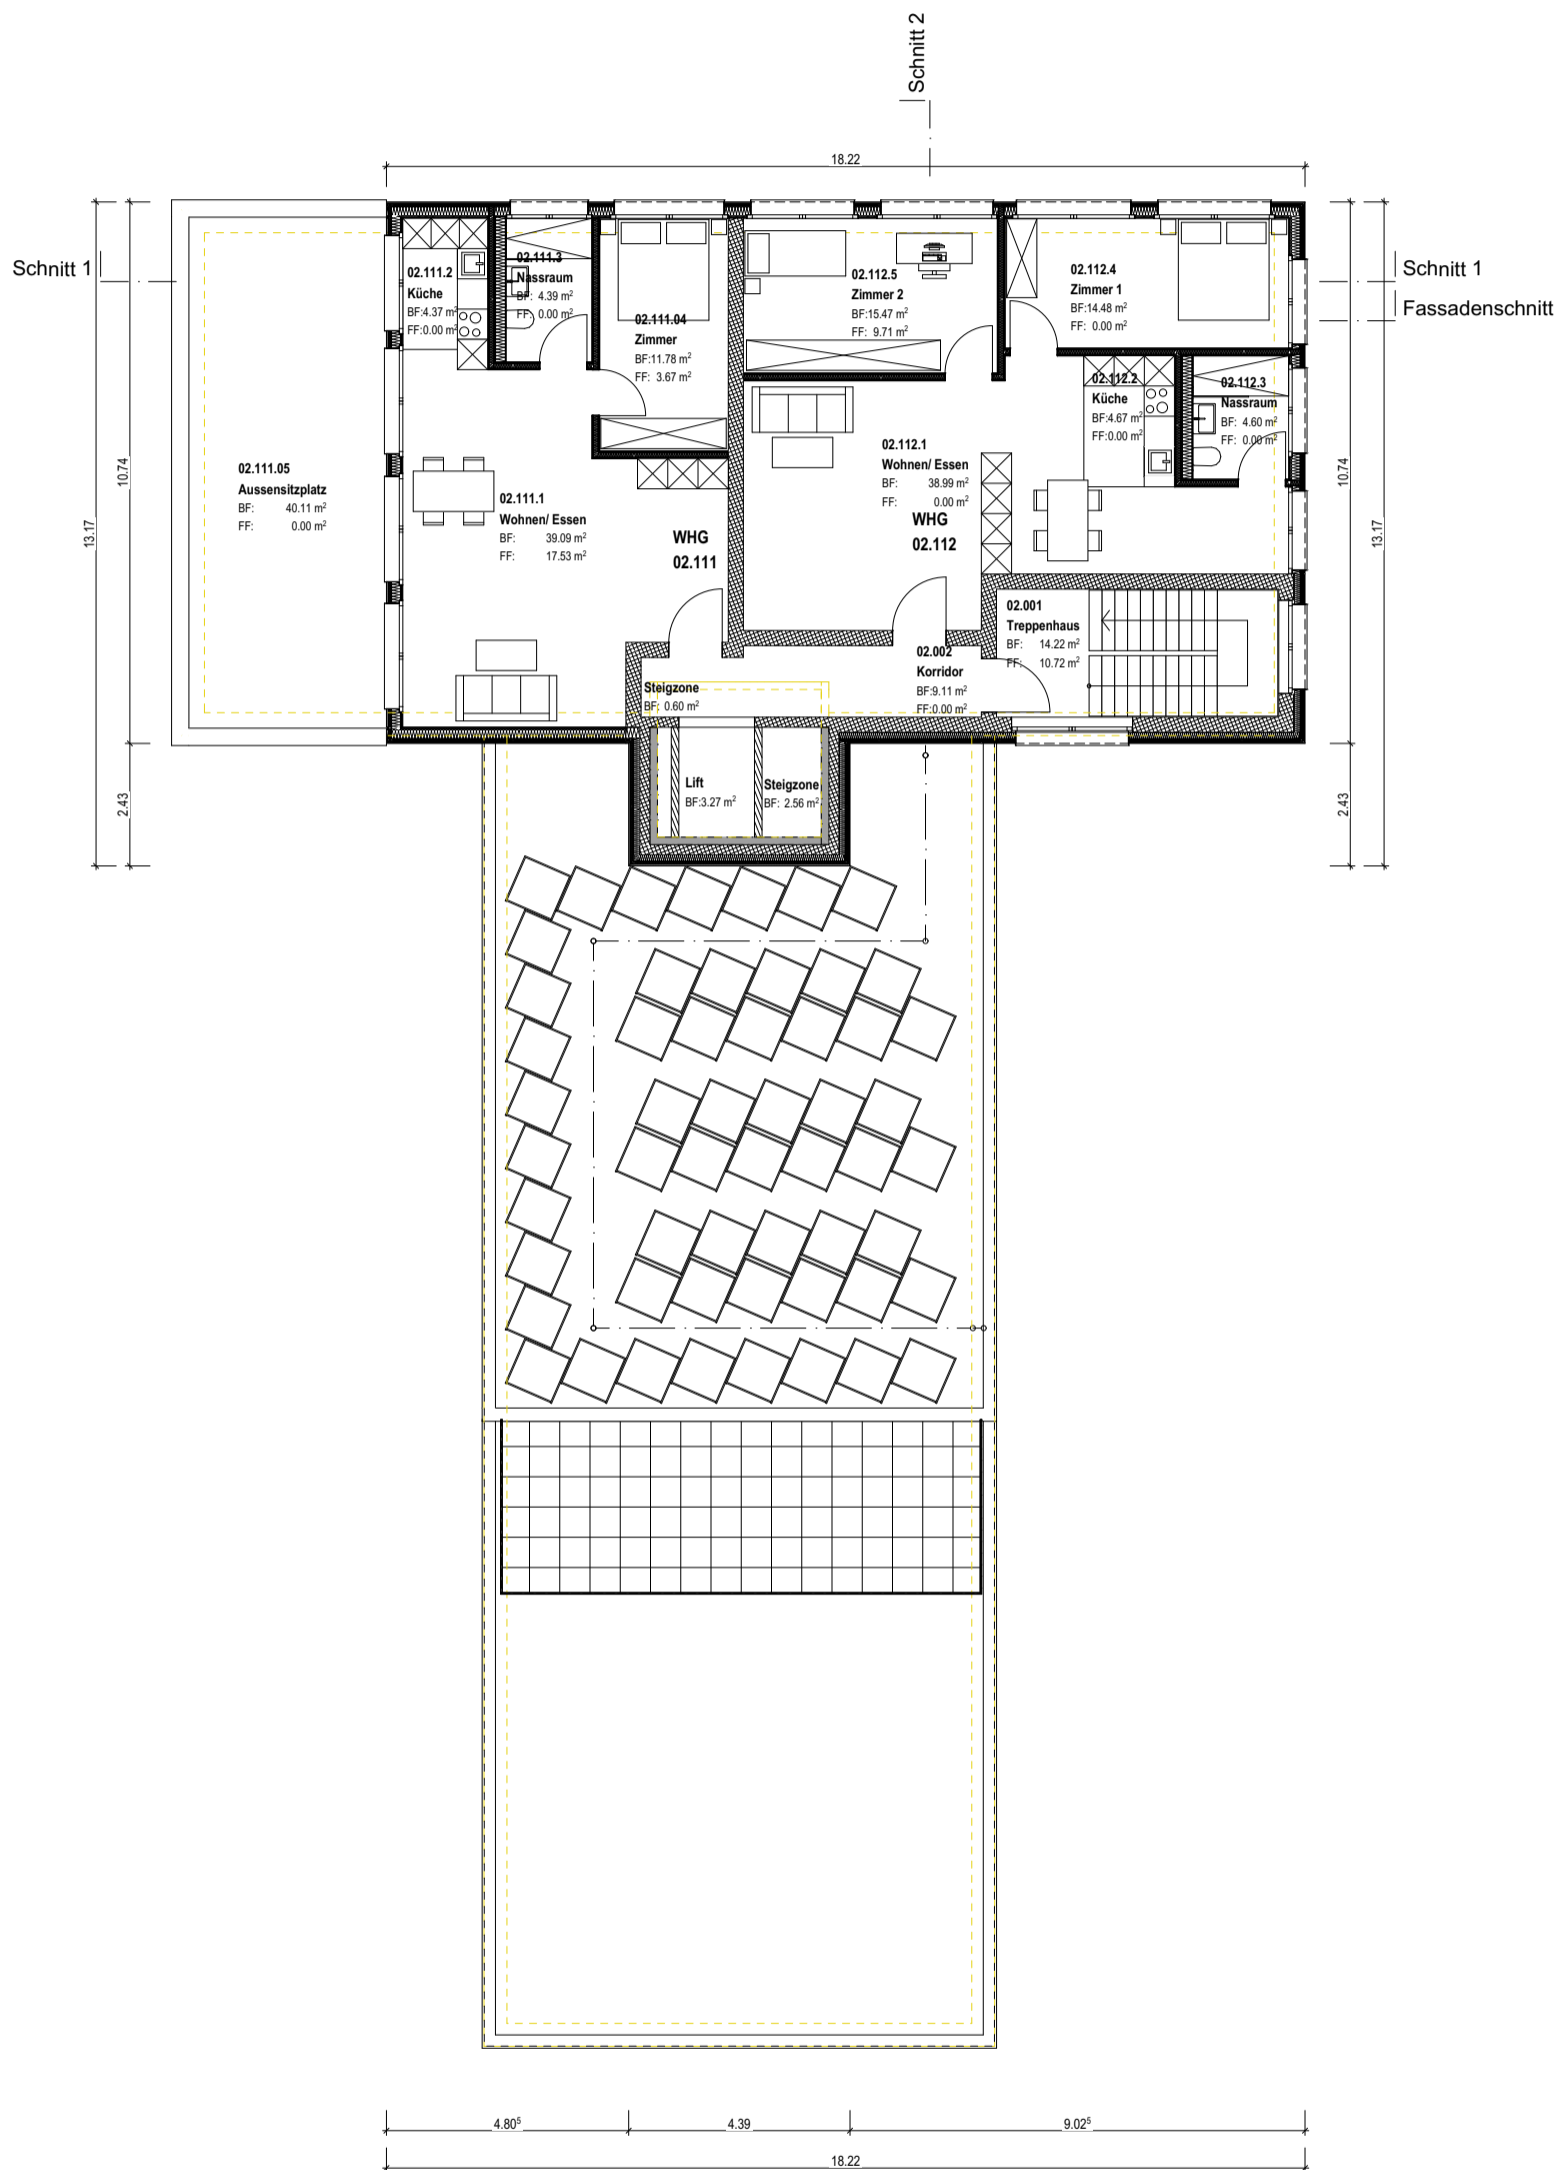 Schnitt 2
18.22
Schnitt 1
Schnitt 1
Fassadenschnitt
02.111.2
Küche
BF:4.37 m²
FF:0.00 m²
02.111.3
Nassraum
BF: 4.39 m²
FF: 0.00 m²
02.111.04
Zimmer
BF:11.78 m²
FF: 3.67 m²
02.112.5
Zimmer 2
BF:15.47 m²
FF: 9.71 m²
02.112.4
Zimmer 1
BF:14.48 m²
FF: 0.00 m²
02.112.2
Küche
BF:4.67 m²
FF:0.00 m²
02.112.3
Nassraum
BF: 4.60 m²
FF: 0.00 m²
02.111.05
Aussensitzplatz
BF: 40.11 m²
FF: 0.00 m²
02.111.1
Wohnen/ Essen
BF: 39.09 m²
FF: 17.53 m²
WHG
02.111
02.112.1
Wohnen/ Essen
BF: 38.99 m²
FF: 0.00 m²
WHG
02.112
02.001
Treppenhaus
BF: 14.22 m²
FF: 10.72 m²
02.002
Korridor
BF:9.11 m²
FF:0.00 m²
Steigzone
BF: 0.60 m²
Lift
BF:3.27 m²
Steigzone
BF: 2.56 m²
13.17
10.74
2.43
10.74
13.17
2.43
4.80⁵
4.39
9.02⁵
18.22